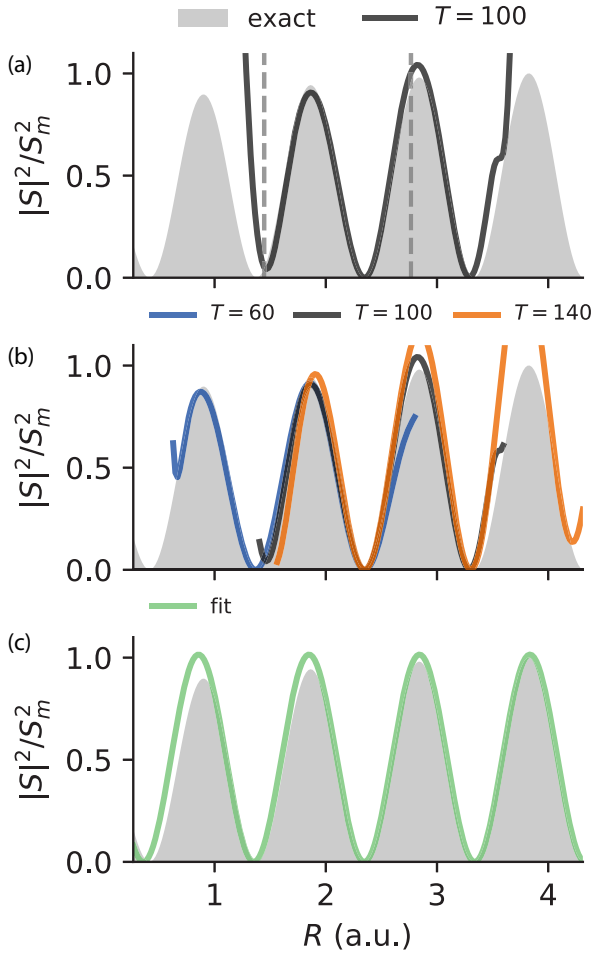 exact T = 100
(a)
1.0
0.5
0.0
|S|²/S²ₘ
T = 60 T = 100 T = 140
(b)
1.0
0.5
0.0
|S|²/S²ₘ
fit
(c)
1.0
0.5
0.0
|S|²/S²ₘ
1 2 3 4
R (a.u.)